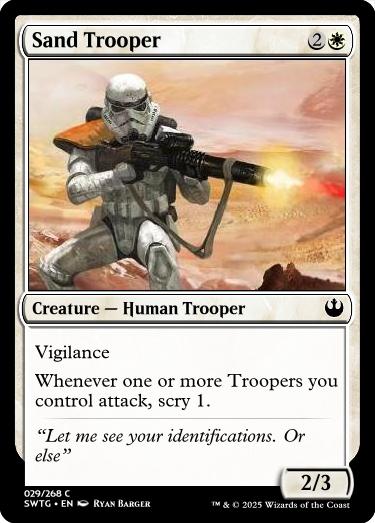 Sand Trooper 2
Creature — Human Trooper
Vigilance
Whenever one or more Troopers you
control attack, scry 1.
“Let me see your identifications. Or
else”
2/3
029/268 C
SWTG • EN Ryan Barger
™ & © 2025 Wizards of the Coast